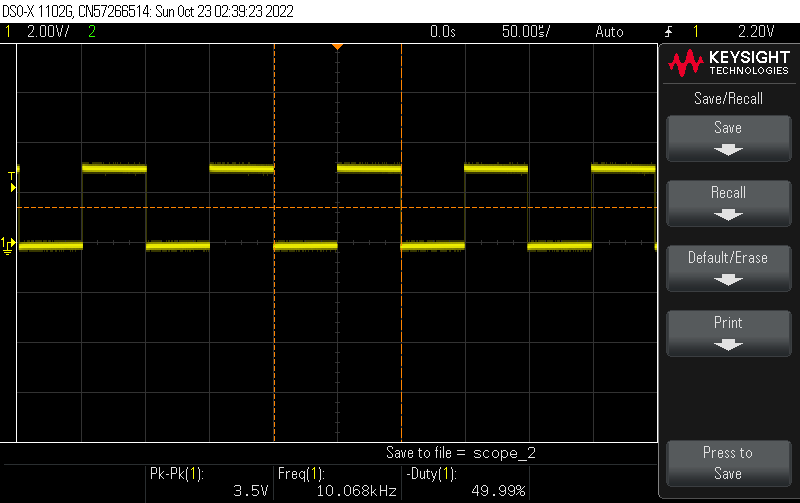 DSO-X 1102G, CN57266514: Sun Oct 23 02:39:23 2022
1 2.00V/ 2 0.0s 50.00us/ Auto 1 2.20V
KEYSIGHT
TECHNOLOGIES
Save/Recall
Save
Recall
Default/Erase
Print
T
1
Save to file = scope_2
Press to
Save
Pk-Pk(1): Freq(1): -Duty(1):
3.5V 10.068kHz 49.99%